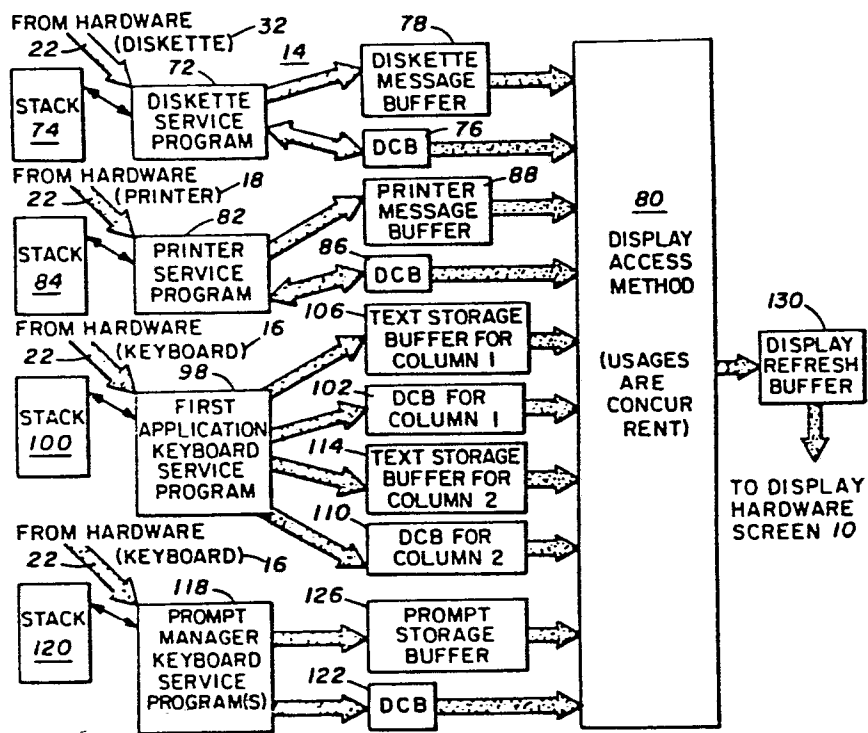 FROM HARDWARE
(DISKETTE) 32
22
72
14
78
STACK
74
DISKETTE
SERVICE
PROGRAM
DISKETTE
MESSAGE
BUFFER
76
DCB
FROM HARDWARE
(PRINTER) 18
22
82
88
STACK
84
PRINTER
SERVICE
PROGRAM
PRINTER
MESSAGE
BUFFER
86
DCB
FROM HARDWARE
(KEYBOARD) 16
22
98
106
STACK
100
FIRST
APPLICATION
KEYBOARD
SERVICE
PROGRAM
TEXT STORAGE
BUFFER FOR
COLUMN 1
102
DCB FOR
COLUMN 1
114
TEXT STORAGE
BUFFER FOR
COLUMN 2
110
DCB FOR
COLUMN 2
FROM HARDWARE
(KEYBOARD) 16
22
118
126
STACK
120
PROMPT
MANAGER
KEYBOARD
SERVICE
PROGRAM(S)
PROMPT
STORAGE
BUFFER
122
DCB
80
DISPLAY
ACCESS
METHOD
(USAGES
ARE
CONCUR
RENT)
130
DISPLAY
REFRESH
BUFFER
TO DISPLAY
HARDWARE
SCREEN 10